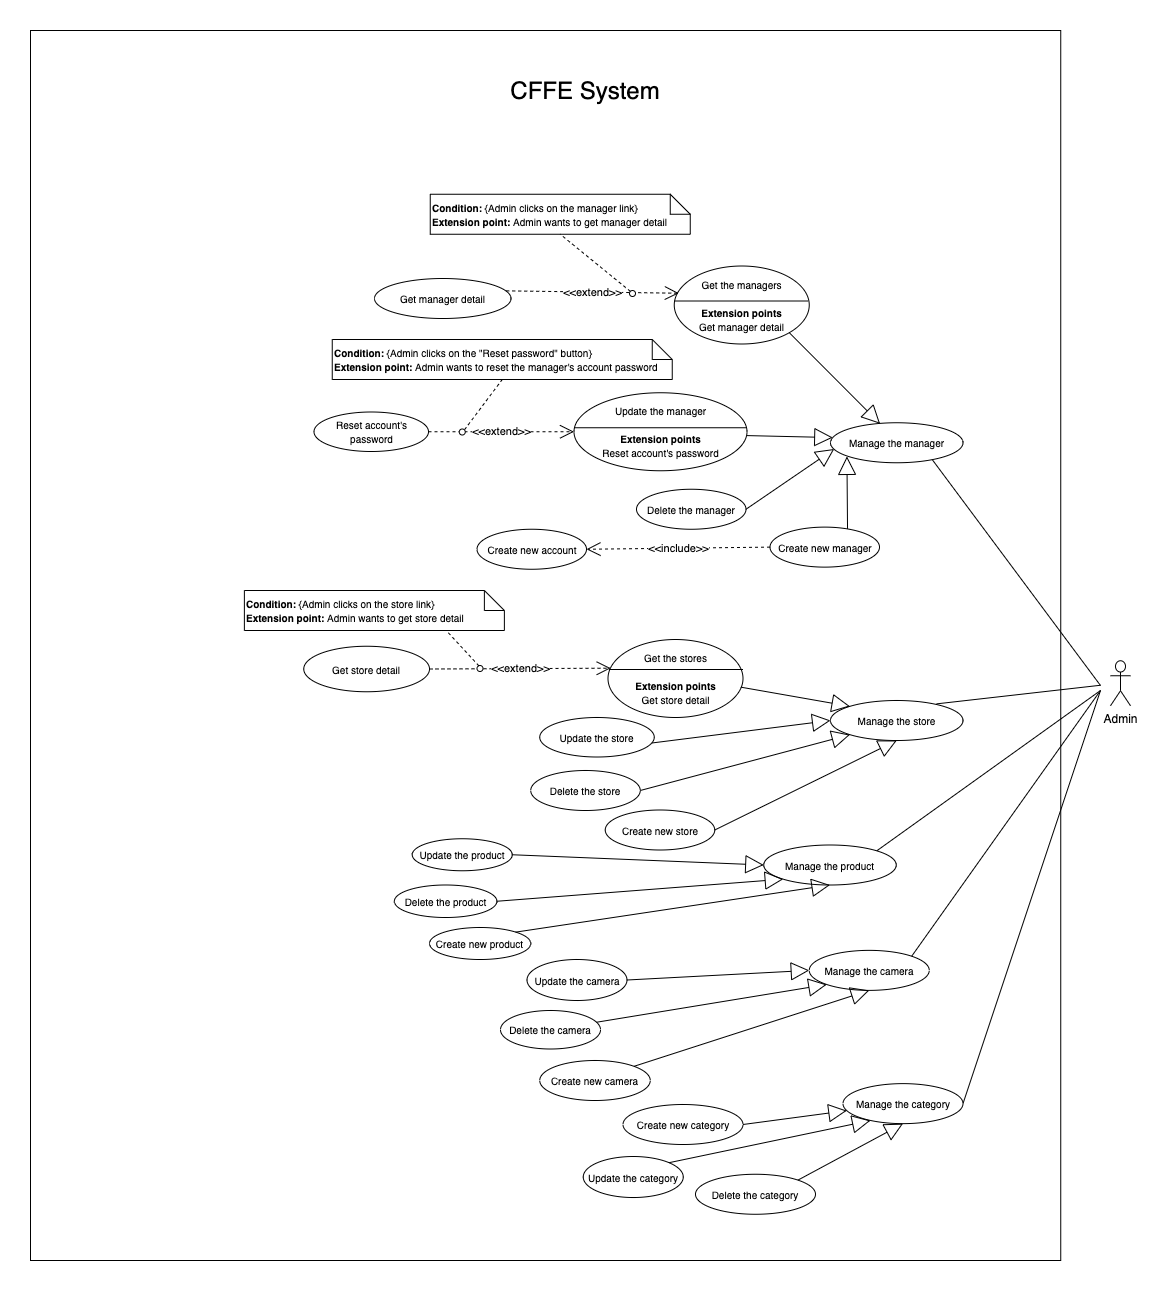 CFFE System
Condition: {Admin clicks on the manager link}
Extension point: Admin wants to get manager detail
Get manager detail
<<extend>>
Get the managers
Extension points
Get manager detail
Condition: {Admin clicks on the "Reset password" button}
Extension point: Admin wants to reset the manager's account password
Reset account's
password
<<extend>>
Update the manager
Extension points
Reset account's password
Manage the manager
Delete the manager
Create new account
<<include>>
Create new manager
Condition: {Admin clicks on the store link}
Extension point: Admin wants to get store detail
Get store detail
<<extend>>
Get the stores
Extension points
Get store detail
Manage the store
Admin
Update the store
Delete the store
Create new store
Update the product
Manage the product
Delete the product
Create new product
Update the camera
Manage the camera
Delete the camera
Create new camera
Manage the category
Create new category
Update the category
Delete the category